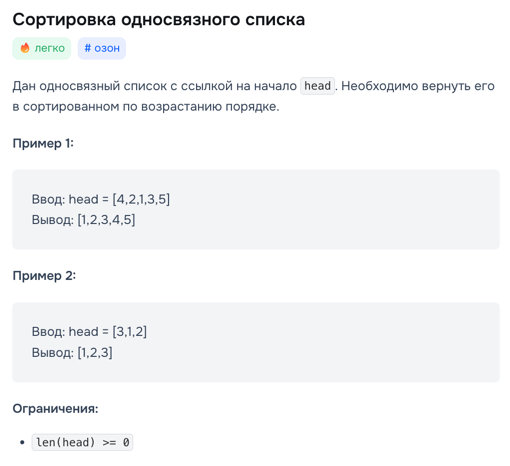 Сортировка односвязного списка
🔥 легко # озон
Дан односвязный список с ссылкой на начало head. Необходимо вернуть его
в сортированном по возрастанию порядке.
Пример 1:
Ввод: head = [4,2,1,3,5]
Вывод: [1,2,3,4,5]
Пример 2:
Ввод: head = [3,1,2]
Вывод: [1,2,3]
Ограничения:
• len(head) >= 0